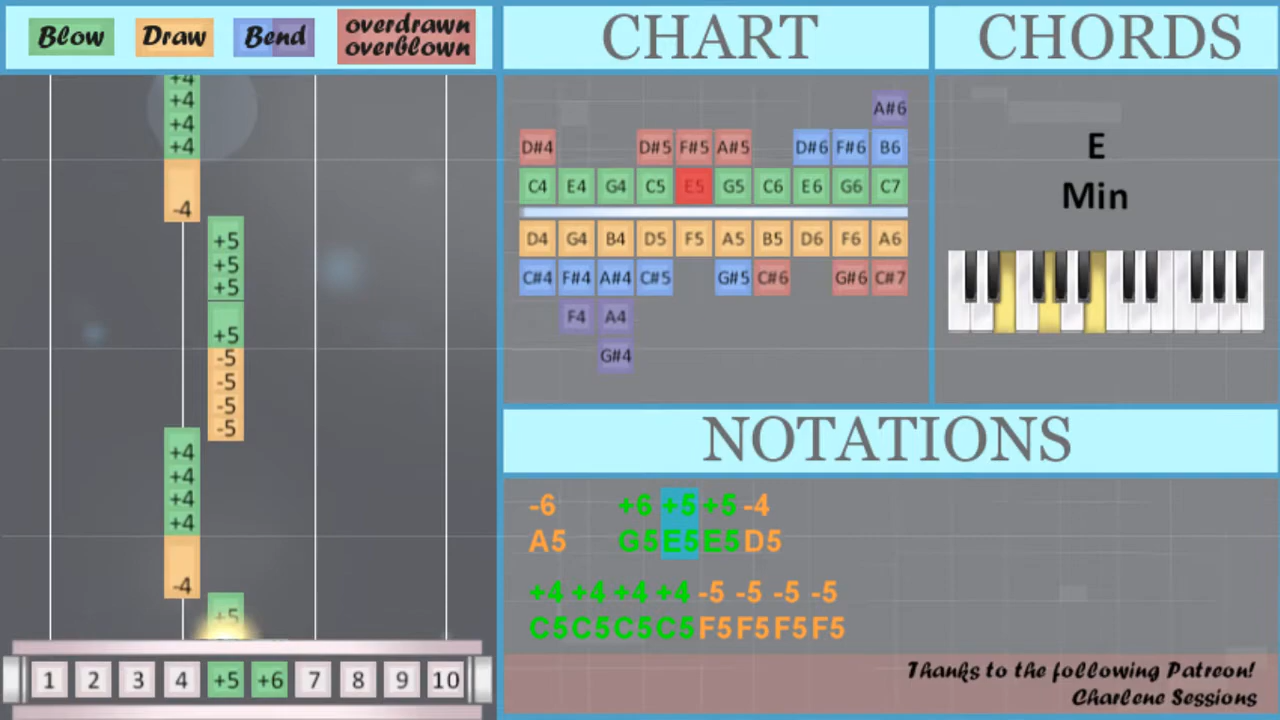 Blow Draw Bend overdrawn
overblown
CHART
CHORDS
+4
+4
+4
+4
-4
+5
+5
+5
+5
-5
-5
-5
-5
+4
+4
+4
+4
-4
+5
1 2 3 4 +5 +6 7 8 9 10
A#6
D#4 D#5 F#5 A#5 D#6 F#6 B6
C4 E4 G4 C5 E5 G5 C6 E6 G6 C7
D4 G4 B4 D5 F5 A5 B5 D6 F6 A6
C#4 F#4 A#4 C#5 G#5 C#6 G#6 C#7
F4 A4
G#4
E
Min
NOTATIONS
-6 +6 +5 +5 -4
A5 G5 E5 E5 D5
+4 +4 +4 +4 -5 -5 -5 -5
C5 C5 C5 C5 F5 F5 F5 F5
Thanks to the following Patreon!
Charlene Sessions